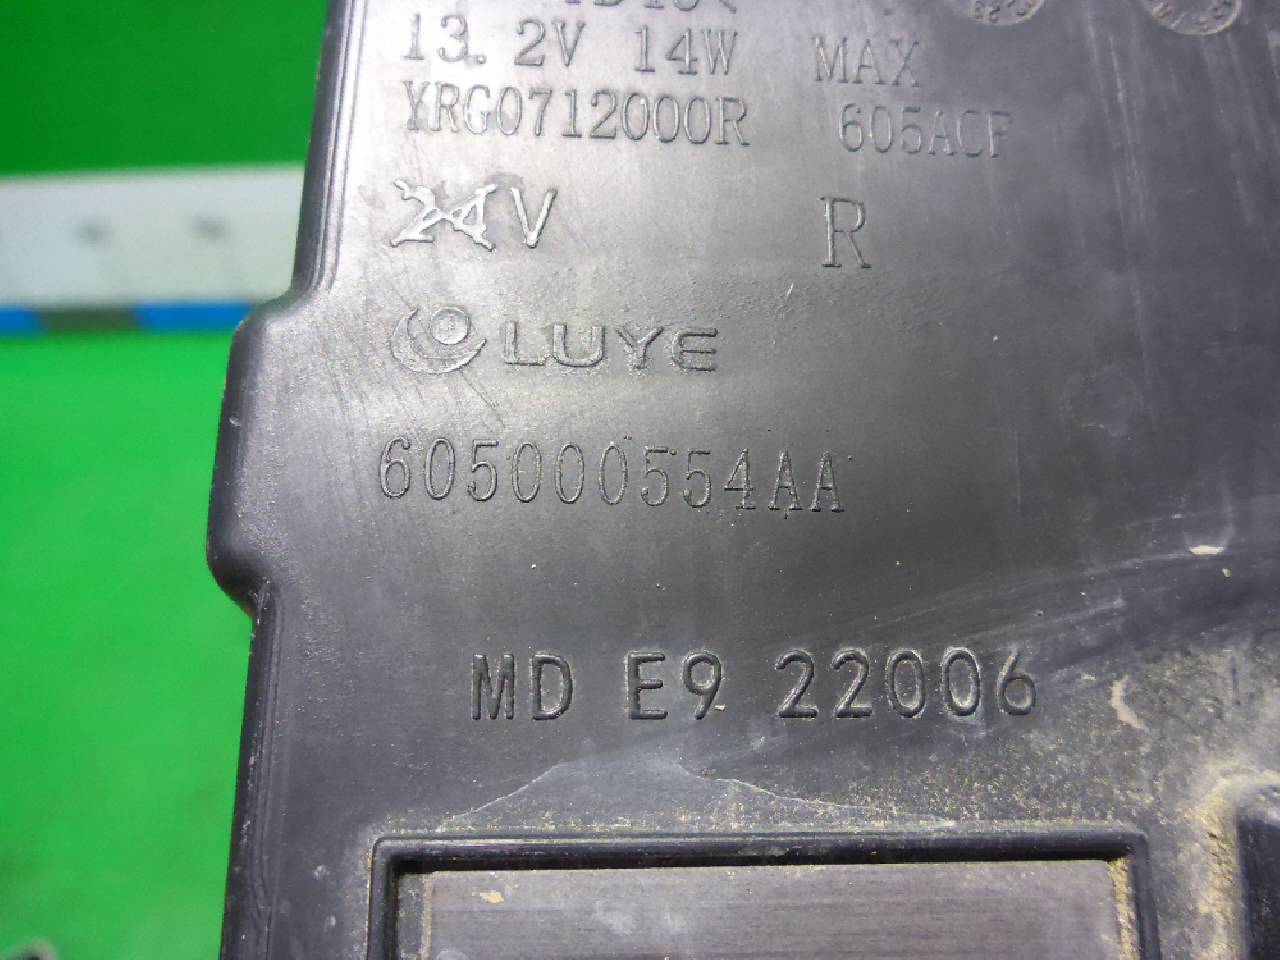 13. 2V 14W MAX
YRG0712000R 605ACF
24V R
LUYE
605000554AA
MD E9 22006